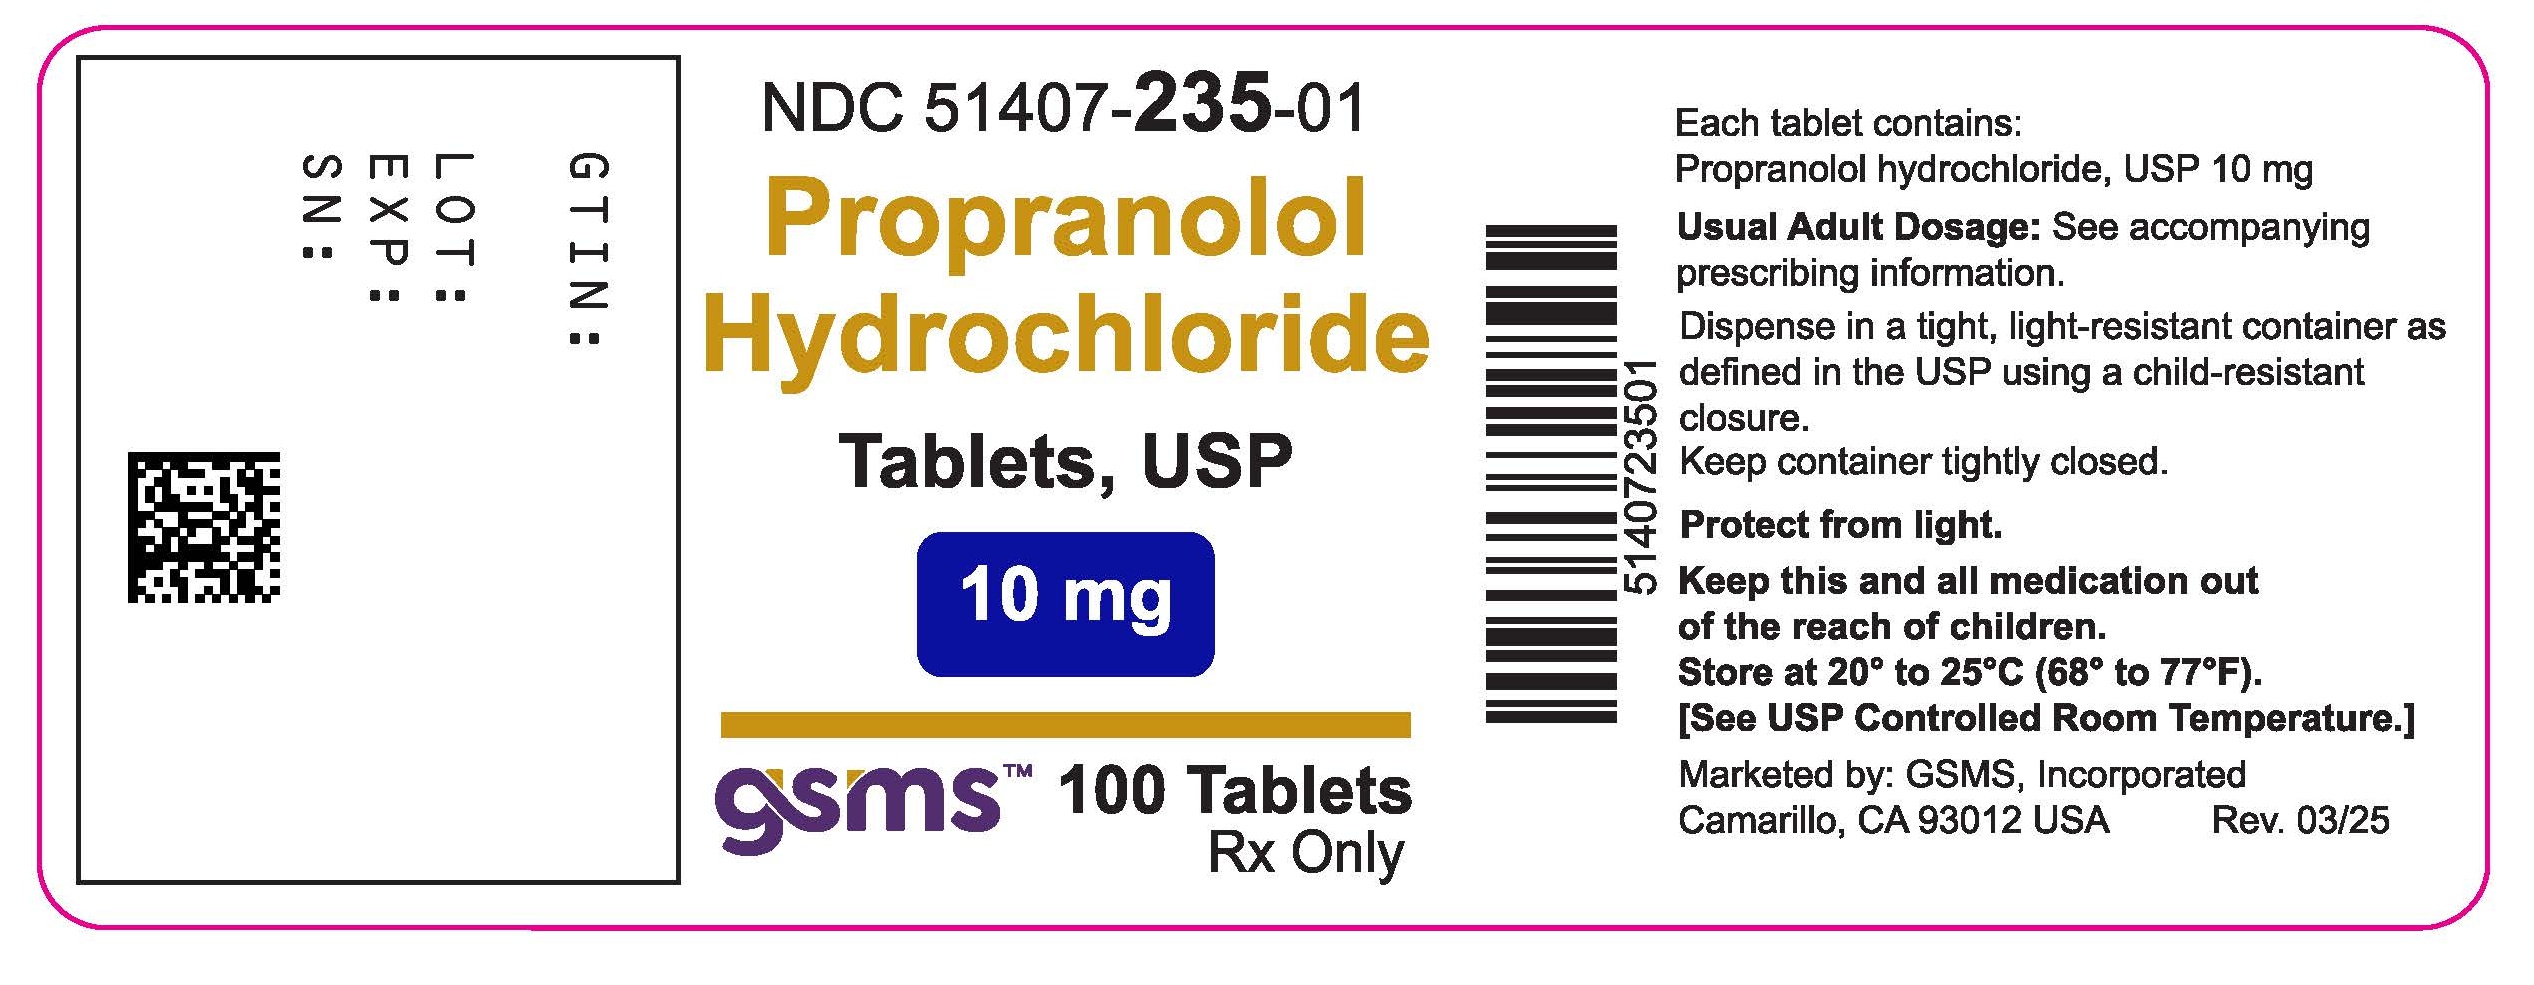 GTIN:
LOT:
EXP:
SN:
NDC 51407-235-01
Propranolol
Hydrochloride
Tablets, USP
10 mg
gsms™ 100 Tablets
Rx Only
5140723501
Each tablet contains:
Propranolol hydrochloride, USP 10 mg
Usual Adult Dosage: See accompanying
prescribing information.
Dispense in a tight, light-resistant container as
defined in the USP using a child-resistant
closure.
Keep container tightly closed.
Protect from light.
Keep this and all medication out
of the reach of children.
Store at 20° to 25°C (68° to 77°F).
[See USP Controlled Room Temperature.]
Marketed by: GSMS, Incorporated
Camarillo, CA 93012 USA Rev. 03/25